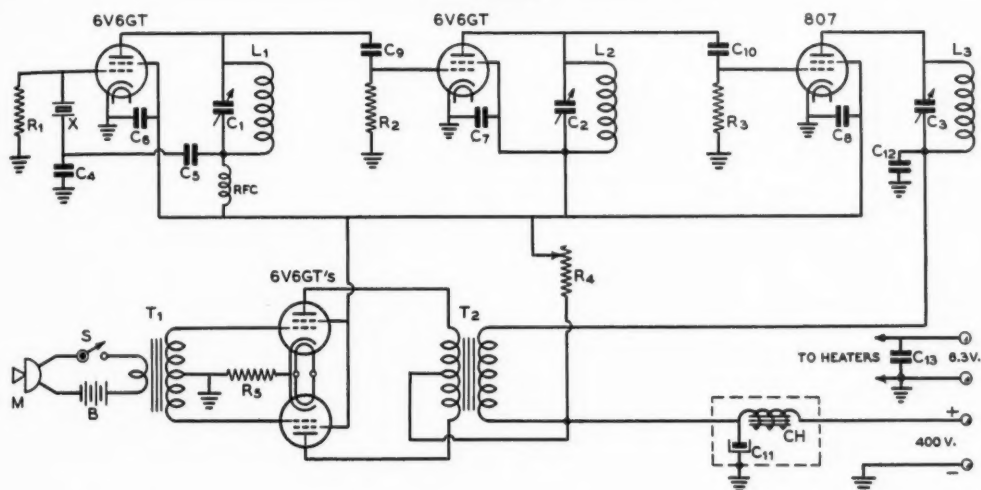 6V6GT
6V6GT
807
R1
X
C4
C5
C6
C1
L1
RFC
C9
R2
C7
C2
L2
C10
R3
C8
C12
C3
L3
6V6GT'S
R4
T1
T2
S
M
B
R5
TO HEATERS
C13
6.3V.
C11
CH
+
400 V.
−